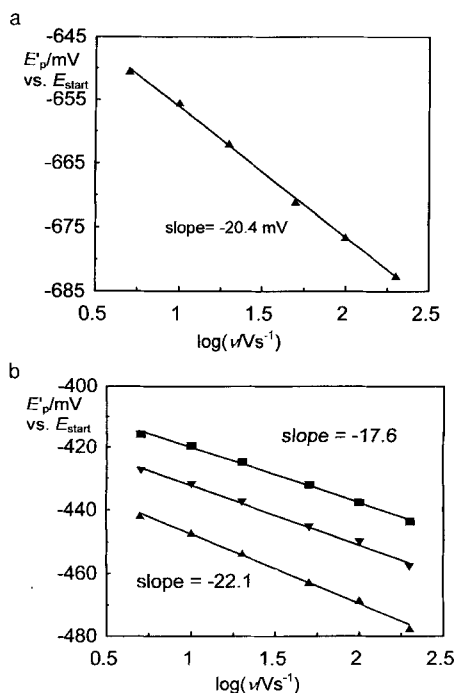 a
-645
E'p/mV
vs. Estart
-655
-665
-675
slope= -20.4 mV
-685
0.5 1 1.5 2 2.5
log(ν/Vs⁻¹)
b
-400
E'p/mV
vs. Estart
-420
slope = -17.6
-440
-460
slope = -22.1
-480
0.5 1 1.5 2 2.5
log(ν/Vs⁻¹)